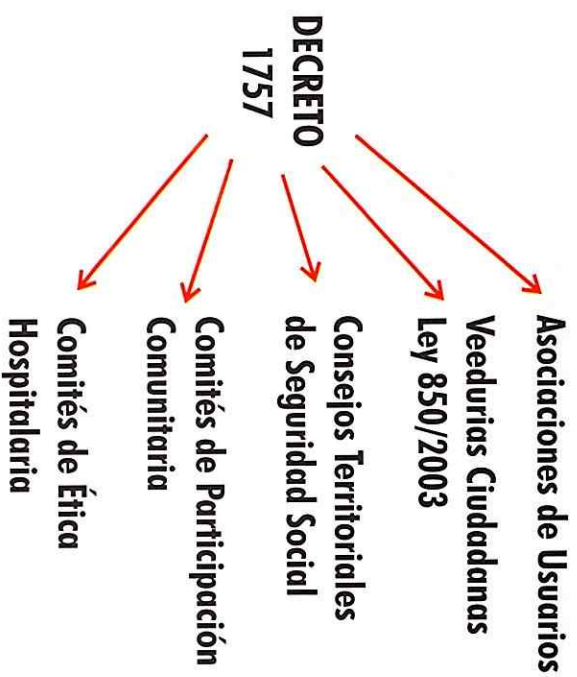 DECRETO
1757
Asociaciones de Usuarios
Veedurias Ciudadanas
Ley 850/2003
Consejos Territoriales
de Seguridad Social
Comités de Participación
Comunitaria
Comités de Ética
Hospitalaria